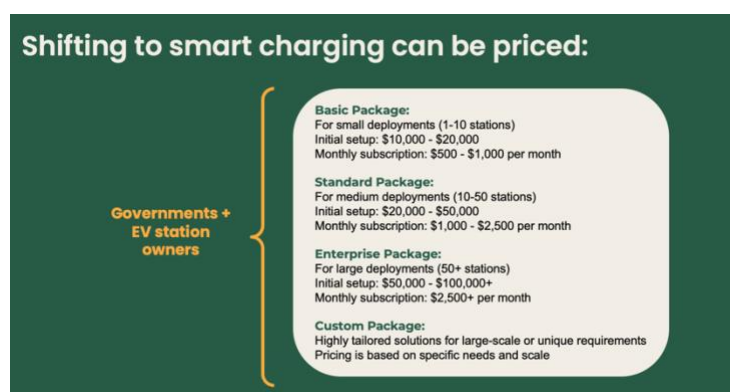 Shifting to smart charging can be priced:
Governments +
EV station
owners
Basic Package:
For small deployments (1-10 stations)
Initial setup: $10,000 - $20,000
Monthly subscription: $500 - $1,000 per month
Standard Package:
For medium deployments (10-50 stations)
Initial setup: $20,000 - $50,000
Monthly subscription: $1,000 - $2,500 per month
Enterprise Package:
For large deployments (50+ stations)
Initial setup: $50,000 - $100,000+
Monthly subscription: $2,500+ per month
Custom Package:
Highly tailored solutions for large-scale or unique requirements
Pricing is based on specific needs and scale